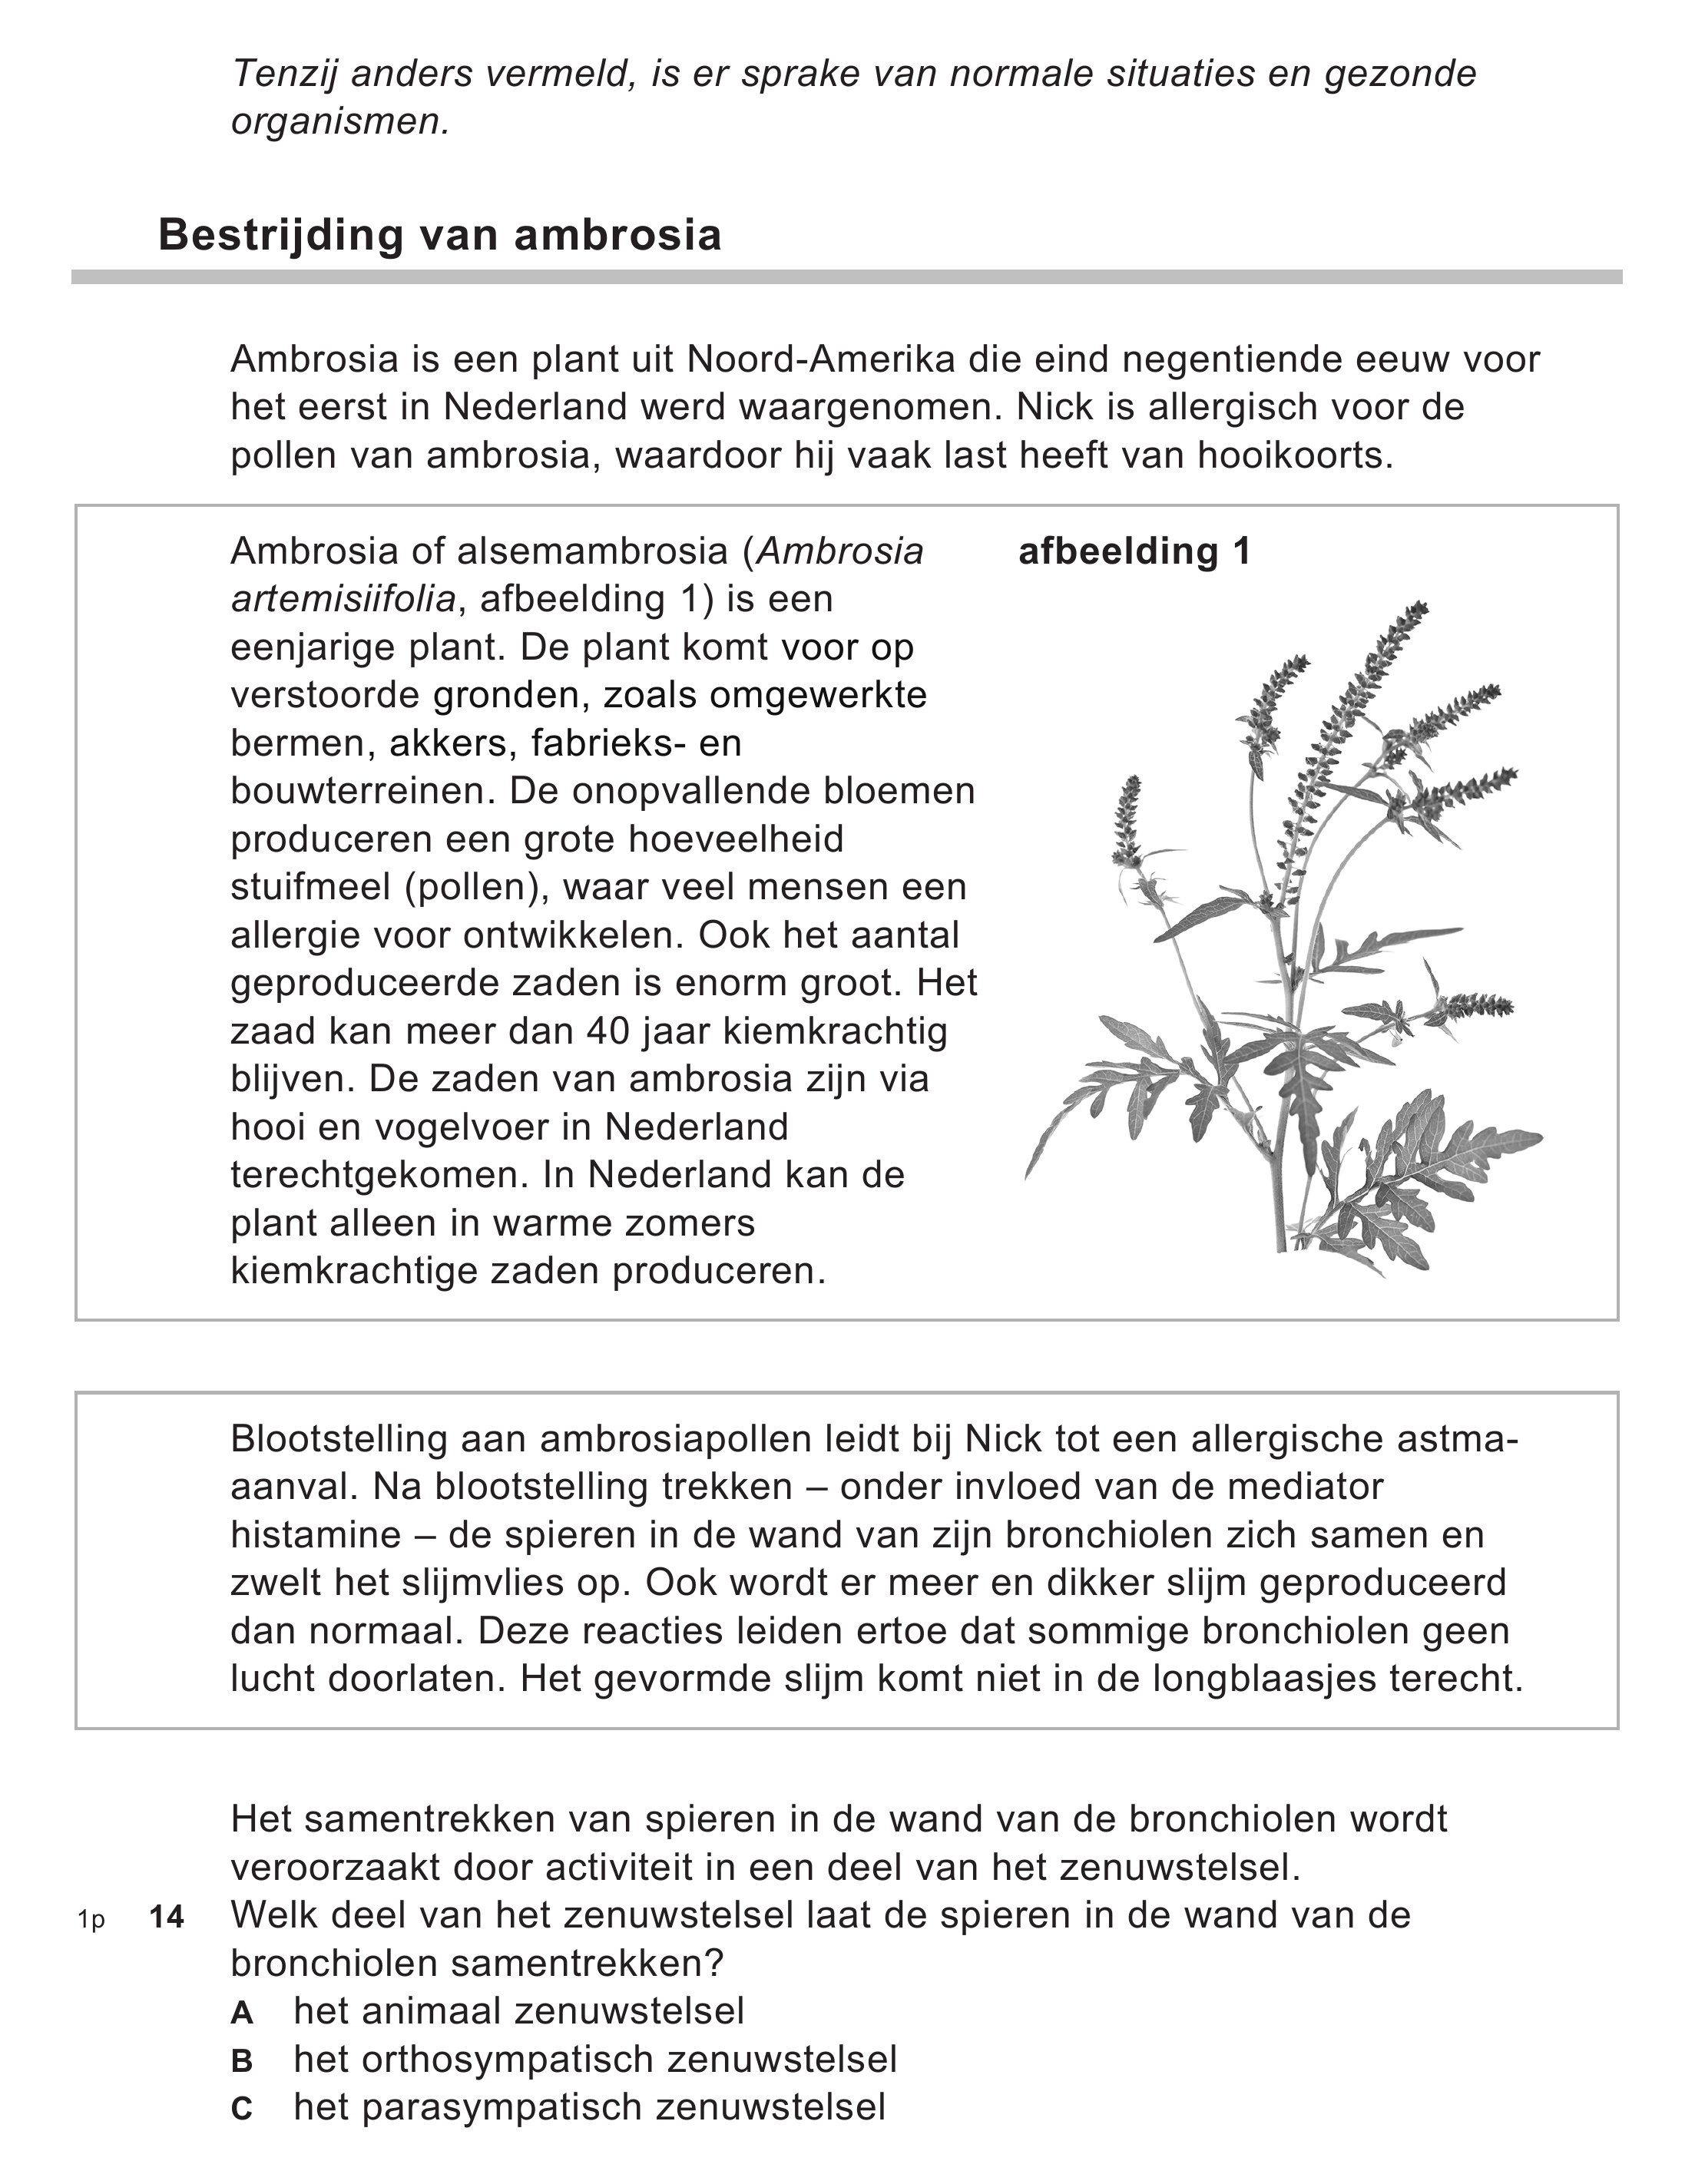 Tenzij anders vermeld, is er sprake van normale situaties en gezonde
organismen.
Bestrijding van ambrosia
Ambrosia is een plant uit Noord-Amerika die eind negentiende eeuw voor
het eerst in Nederland werd waargenomen. Nick is allergisch voor de
pollen van ambrosia, waardoor hij vaak last heeft van hooikoorts.
Ambrosia of alsemambrosia (Ambrosia
artemisiifolia, afbeelding 1) is een
eenjarige plant. De plant komt voor op
verstoorde gronden, zoals omgewerkte
bermen, akkers, fabrieks- en
bouwterreinen. De onopvallende bloemen
produceren een grote hoeveelheid
stuifmeel (pollen), waar veel mensen een
allergie voor ontwikkelen. Ook het aantal
geproduceerde zaden is enorm groot. Het
zaad kan meer dan 40 jaar kiemkrachtig
blijven. De zaden van ambrosia zijn via
hooi en vogelvoer in Nederland
terechtgekomen. In Nederland kan de
plant alleen in warme zomers
kiemkrachtige zaden produceren.
afbeelding 1
Blootstelling aan ambrosiapollen leidt bij Nick tot een allergische astma-
aanval. Na blootstelling trekken – onder invloed van de mediator
histamine – de spieren in de wand van zijn bronchiolen zich samen en
zwelt het slijmvlies op. Ook wordt er meer en dikker slijm geproduceerd
dan normaal. Deze reacties leiden ertoe dat sommige bronchiolen geen
lucht doorlaten. Het gevormde slijm komt niet in de longblaasjes terecht.
Het samentrekken van spieren in de wand van de bronchiolen wordt
veroorzaakt door activiteit in een deel van het zenuwstelsel.
1p 14 Welk deel van het zenuwstelsel laat de spieren in de wand van de
bronchiolen samentrekken?
A het animaal zenuwstelsel
B het orthosympatisch zenuwstelsel
C het parasympatisch zenuwstelsel